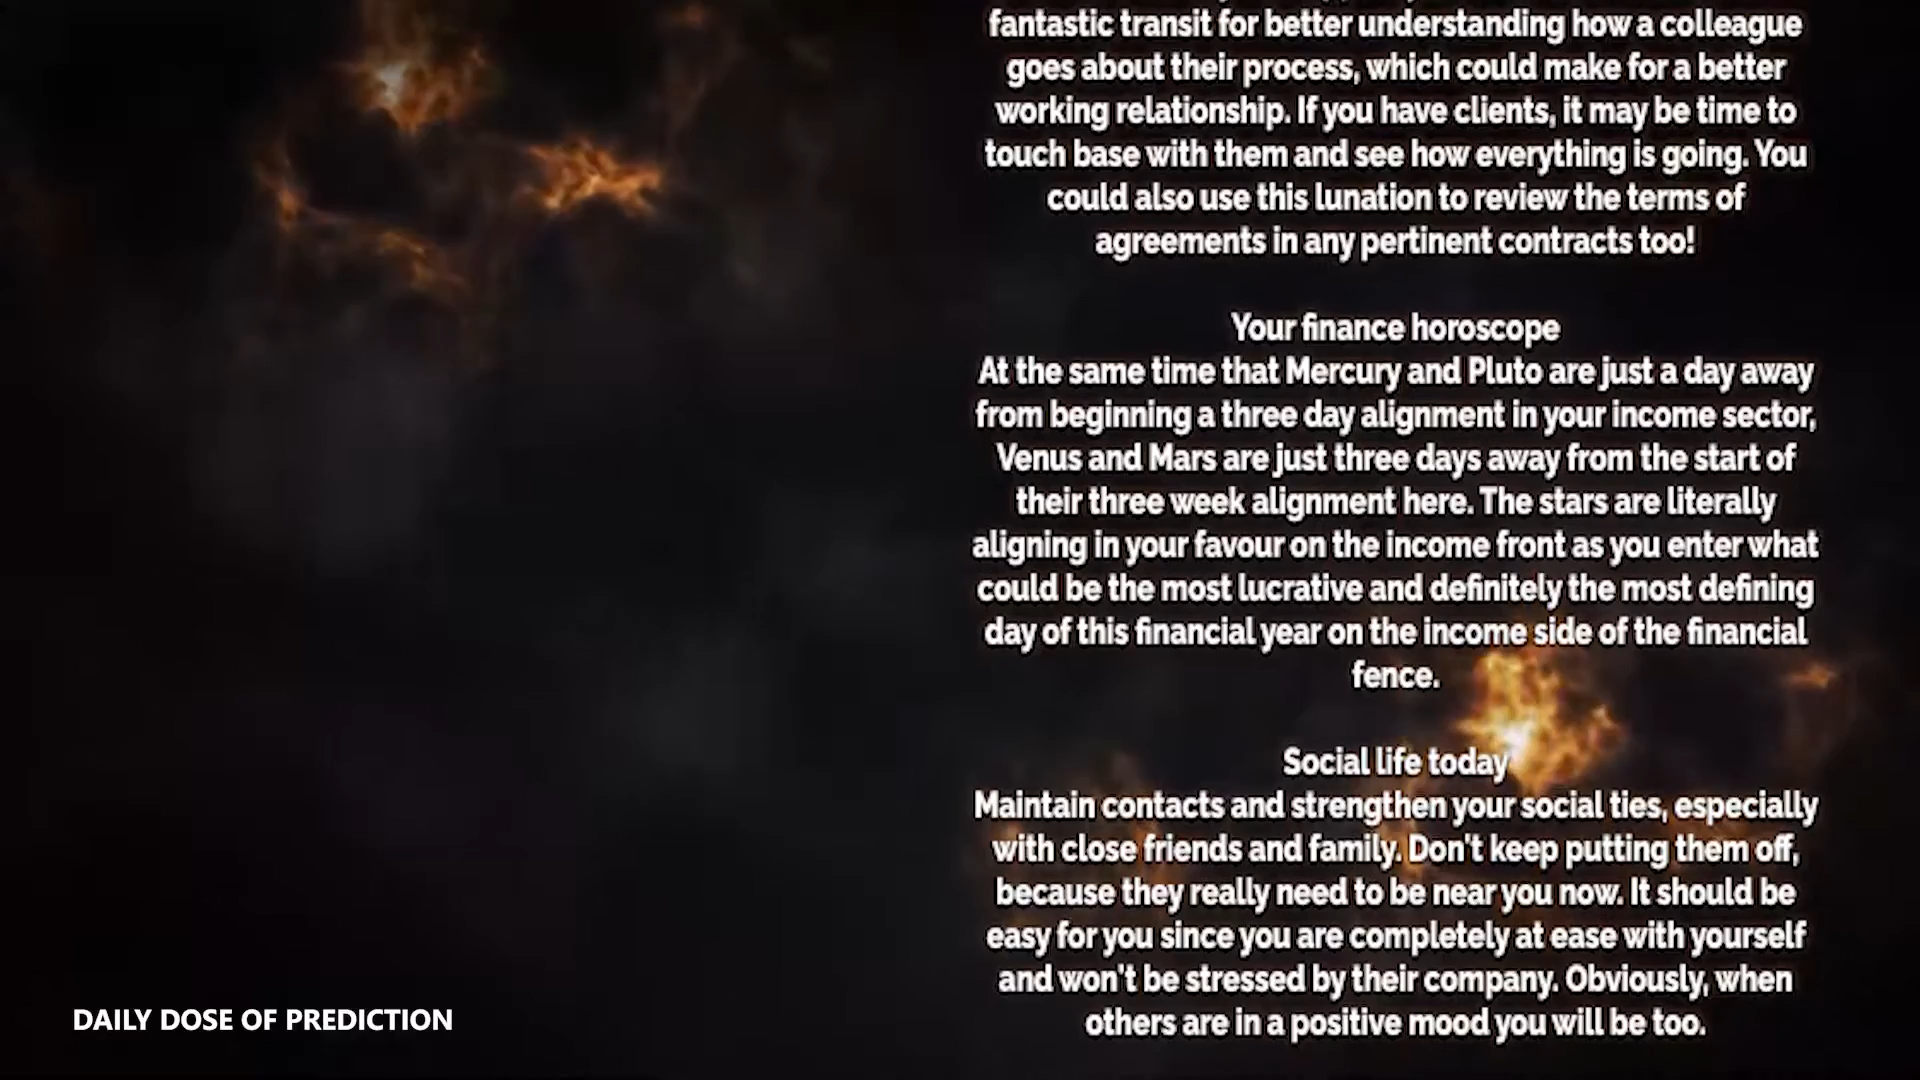 fantastic transit for better understanding how a colleague
goes about their process, which could make for a better
working relationship. If you have clients, it may be time to
touch base with them and see how everything is going. You
could also use this lunation to review the terms of
agreements in any pertinent contracts too!
Your finance horoscope
At the same time that Mercury and Pluto are just a day away
from beginning a three day alignment in your income sector,
Venus and Mars are just three days away from the start of
their three week alignment here. The stars are literally
aligning in your favour on the income front as you enter what
could be the most lucrative and definitely the most defining
day of this financial year on the income side of the financial
fence.
Social life today
Maintain contacts and strengthen your social ties, especially
with close friends and family. Don't keep putting them off,
because they really need to be near you now. It should be
easy for you since you are completely at ease with yourself
and won't be stressed by their company. Obviously, when
others are in a positive mood you will be too.
DAILY DOSE OF PREDICTION